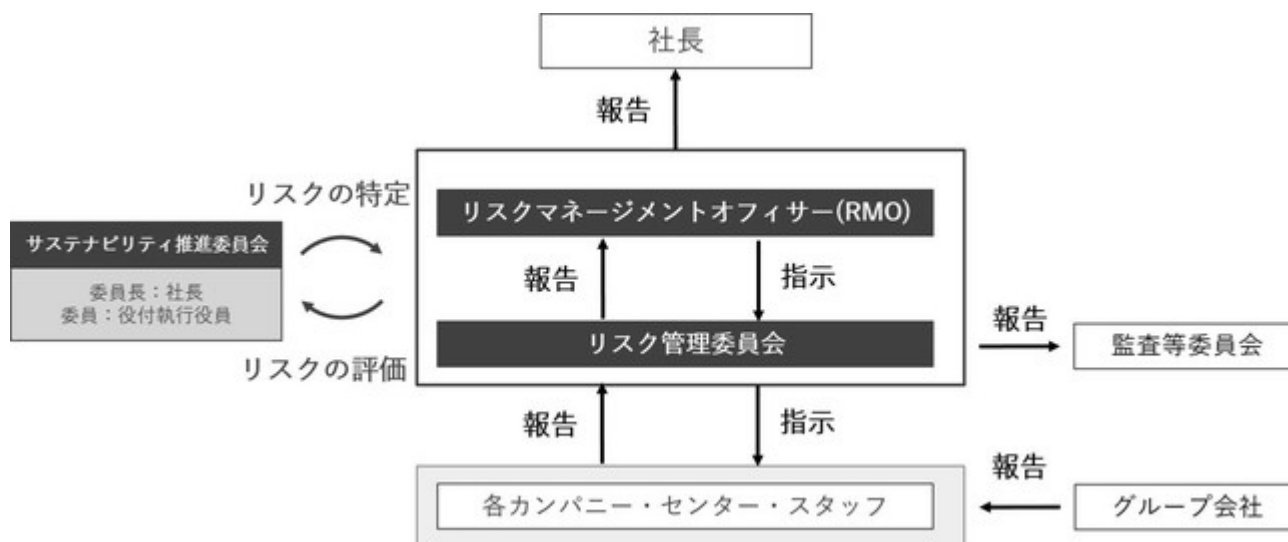 社長
報告
リスクの特定
リスクマネージメントオフィサー(RMO)
サステナビリティ推進委員会
委員長：社長
委員：役付執行役員
報告
指示
リスク管理委員会
リスクの評価
報告
監査等委員会
報告
指示
各カンパニー・センター・スタッフ
報告
グループ会社